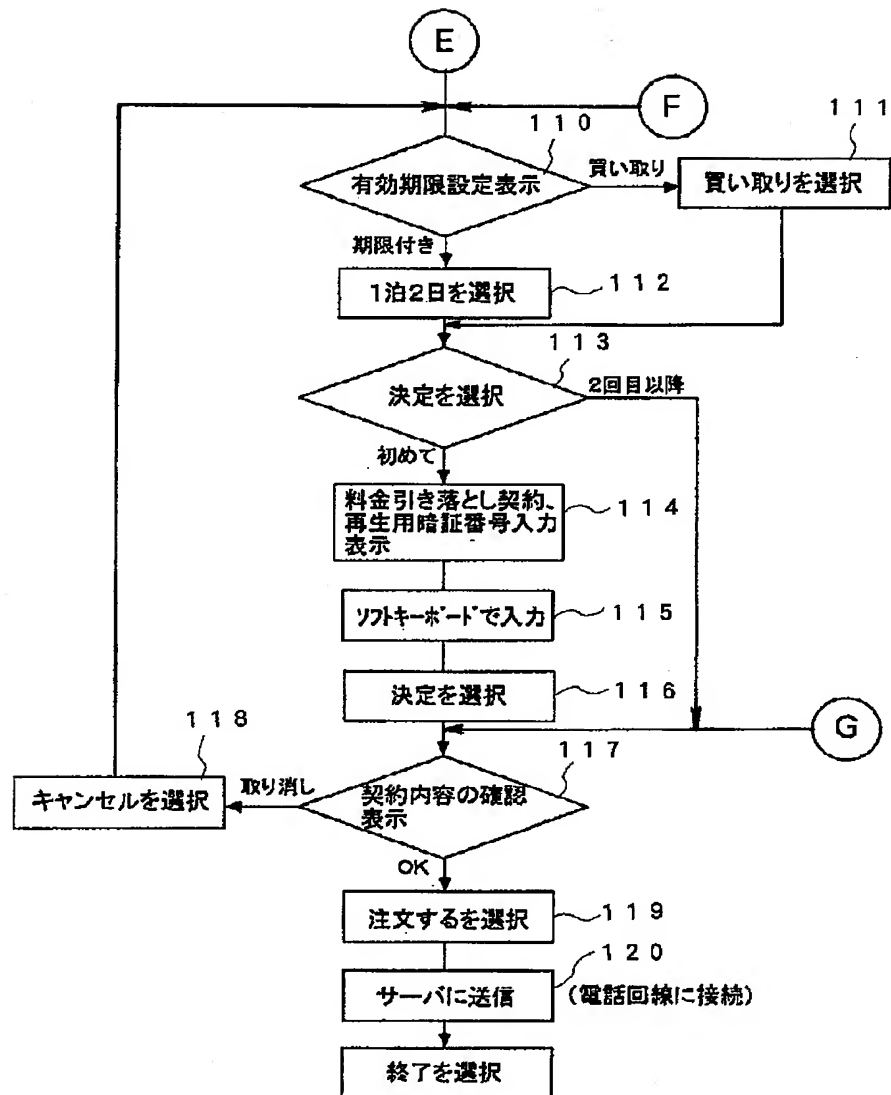 E
F
110
111
有効期限設定表示
買い取り
買い取りを選択
期限付き
1泊2日を選択
112
113
決定を選択
2回目以降
初めて
料金引き落とし契約、
再生用暗証番号入力
表示
114
ソフトキーボードで入力
115
決定を選択
116
G
118
117
キャンセルを選択
取り消し
契約内容の確認
表示
OK
注文するを選択
119
120
サーバに送信
(電話回線に接続)
終了を選択